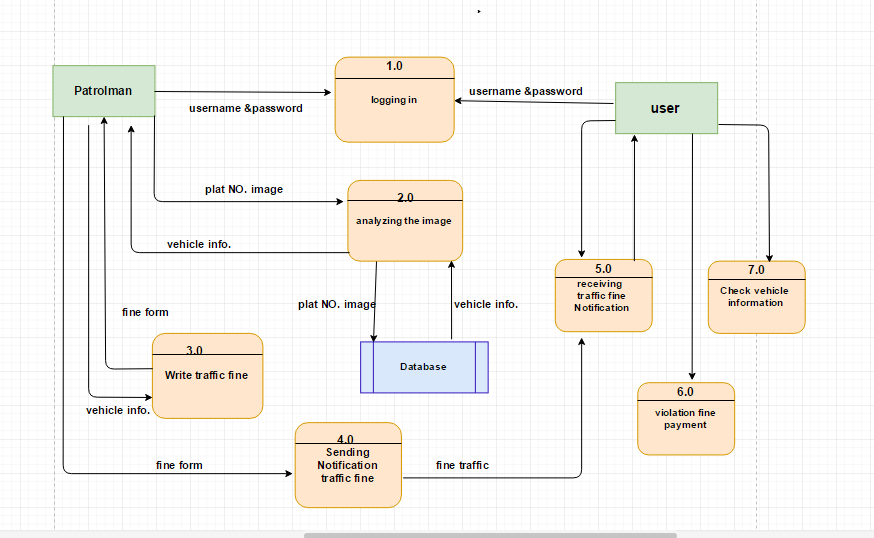 1.0
Patrolman
logging in
username &password
username &password
user
plat NO. image
2.0
analyzing the image
vehicle info.
5.0
receiving
traffic fine
Notification
7.0
Check vehicle
information
plat NO. image
vehicle info.
fine form
3.0
Write traffic fine
Database
vehicle info.
6.0
violation fine
payment
4.0
Sending
Notification
traffic fine
fine form
fine traffic